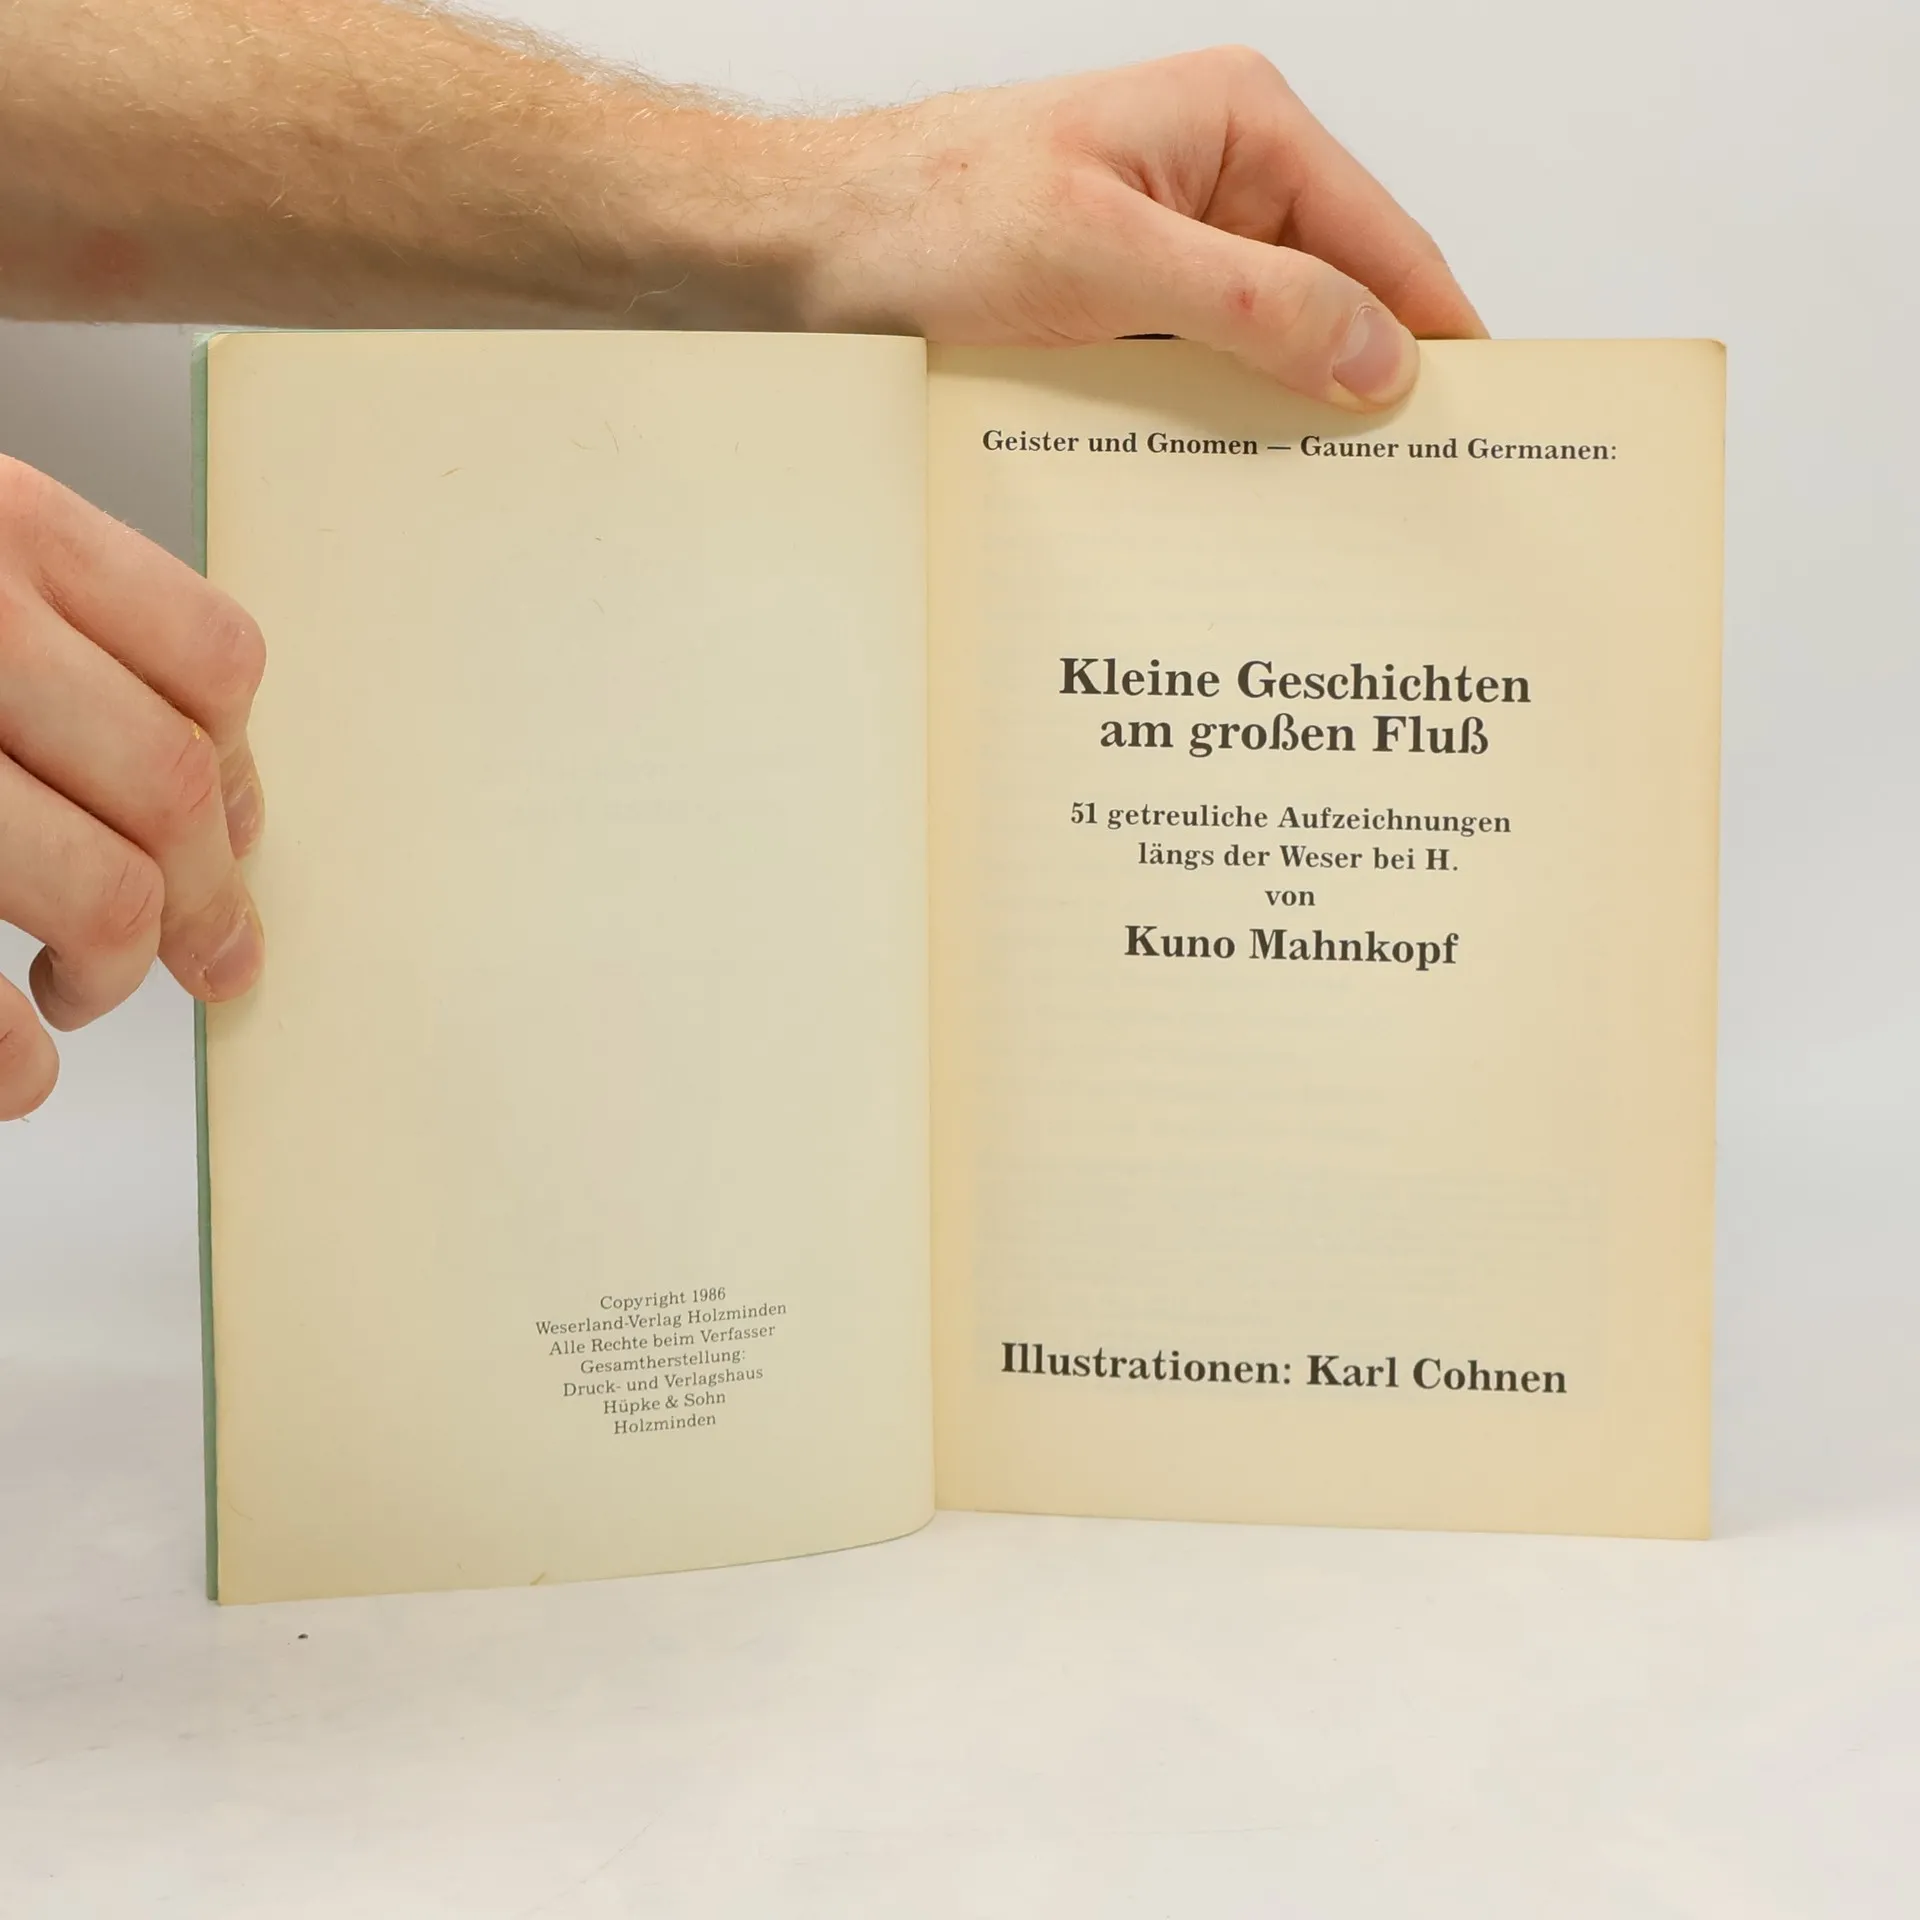 Copyright 1986
Weserland-Verlag Holzminden
Alle Rechte beim Verfasser
Gesamtherstellung:
Druck- und Verlagshaus
Hüpke & Sohn
Holzminden
Geister und Gnomen — Gauner und Germanen:
Kleine Geschichten
am großen Fluß
51 getreuliche Aufzeichnungen
längs der Weser bei H.
von
Kuno Mahnkopf
Illustrationen: Karl Cohnen